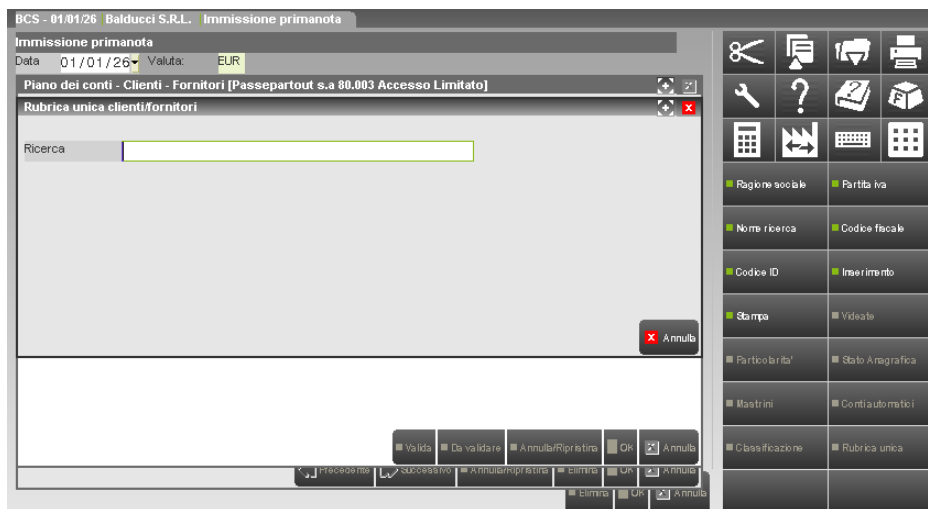 BCS - 01/01/26 Balducci S.R.L. Immissione primanota
Immissione primanota
Data 01/01/26 Valuta: EUR
Piano dei conti - Clienti - Fornitori [Passepartout s.a 80.003 Accesso Limitato]
Rubrica unica clienti/fornitori
Ricerca
Annulla
Valida Da validare Annulla/Ripristina OK Annulla
Precedente Successivo Annulla/Ripristina Elimina OK Annulla
Elimina OK Annulla
Ragione sociale Partita iva
Nome ricerca Codice fiscale
Codice ID Inserimento
Stampa Videate
Particolarita' Stato Anagrafica
Mastrini Conti automatici
Classificazione Rubrica unica